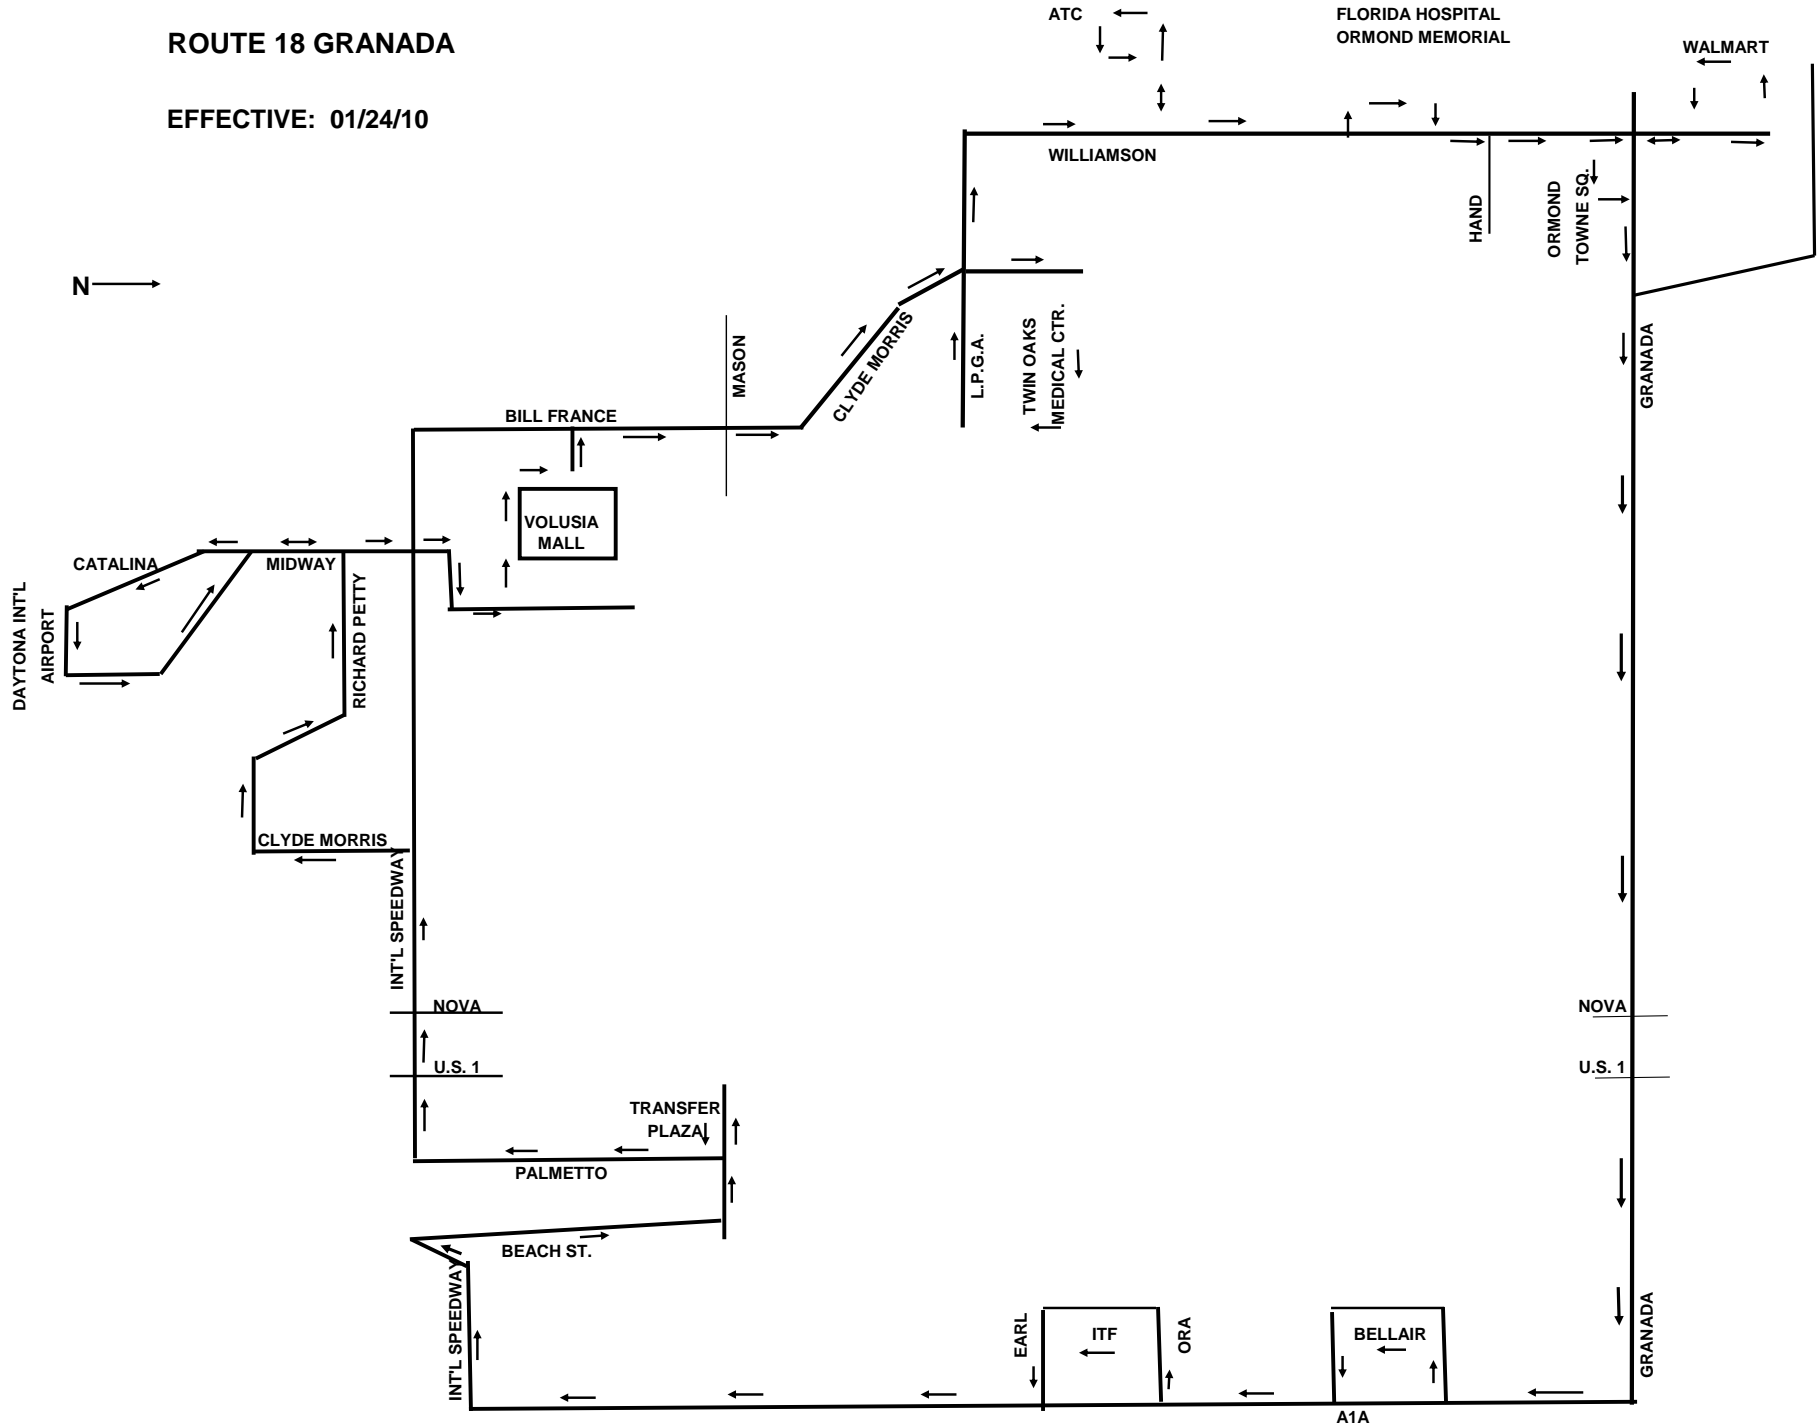 ROUTE 18 GRANADA
EFFECTIVE: 01/24/10
ATC
FLORIDA HOSPITAL
ORMOND MEMORIAL
WALMART
WILLIAMSON
HAND
ORMOND
TOWNE SQ.
N
MASON
CLYDE MORRIS
L.P.G.A.
TWIN OAKS
MEDICAL CTR.
GRANADA
BILL FRANCE
VOLUSIA
MALL
CATALINA
MIDWAY
DAYTONA INT'L
AIRPORT
RICHARD PETTY
CLYDE MORRIS
INT'L SPEEDWAY
NOVA
NOVA
U.S. 1
U.S. 1
TRANSFER
PLAZA
PALMETTO
BEACH ST.
INT'L SPEEDWAY
EARL
ITF
ORA
BELLAIR
GRANADA
A1A